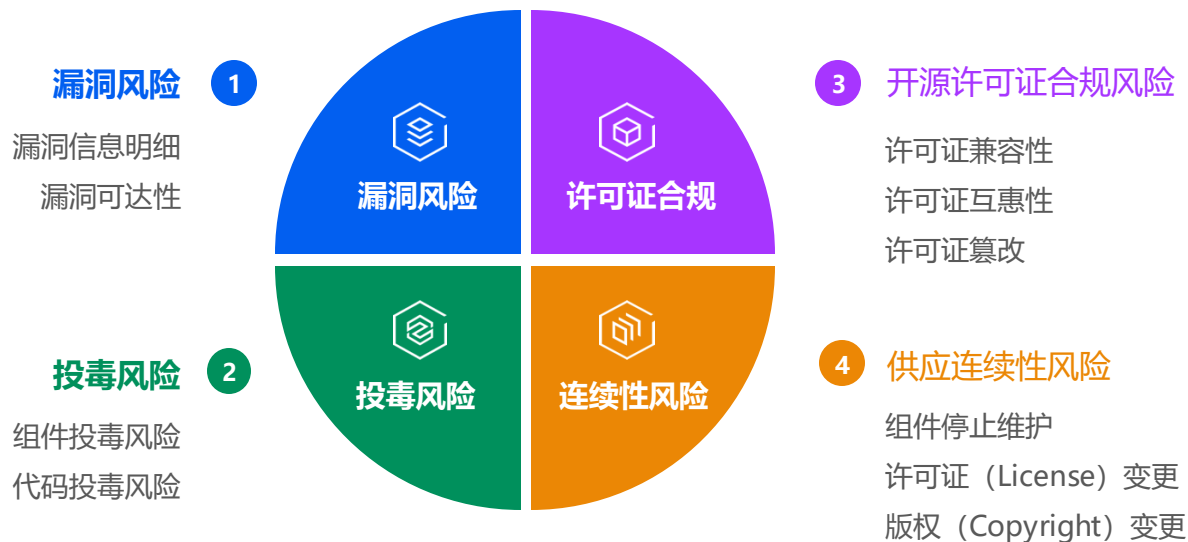 漏洞风险 1
漏洞信息明细
漏洞可达性
投毒风险 2
组件投毒风险
代码投毒风险
漏洞风险
许可证合规
投毒风险
连续性风险
3 开源许可证合规风险
许可证兼容性
许可证互惠性
许可证篡改
4 供应连续性风险
组件停止维护
许可证（License）变更
版权（Copyright）变更